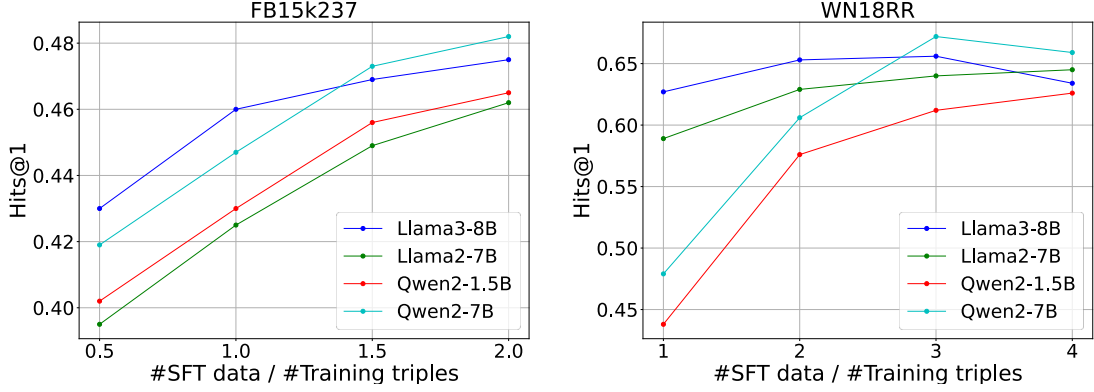 FB15k237
Hits@1
0.48
0.46
0.44
0.42
0.40
0.5
1.0
1.5
2.0
#SFT data / #Training triples
Llama3-8B
Llama2-7B
Qwen2-1.5B
Qwen2-7B
WN18RR
Hits@1
0.65
0.60
0.55
0.50
0.45
1
2
3
4
#SFT data / #Training triples
Llama3-8B
Llama2-7B
Qwen2-1.5B
Qwen2-7B